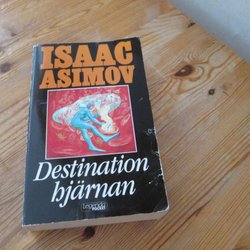 ISAAC
ASIMOV
Destination
hjärnan